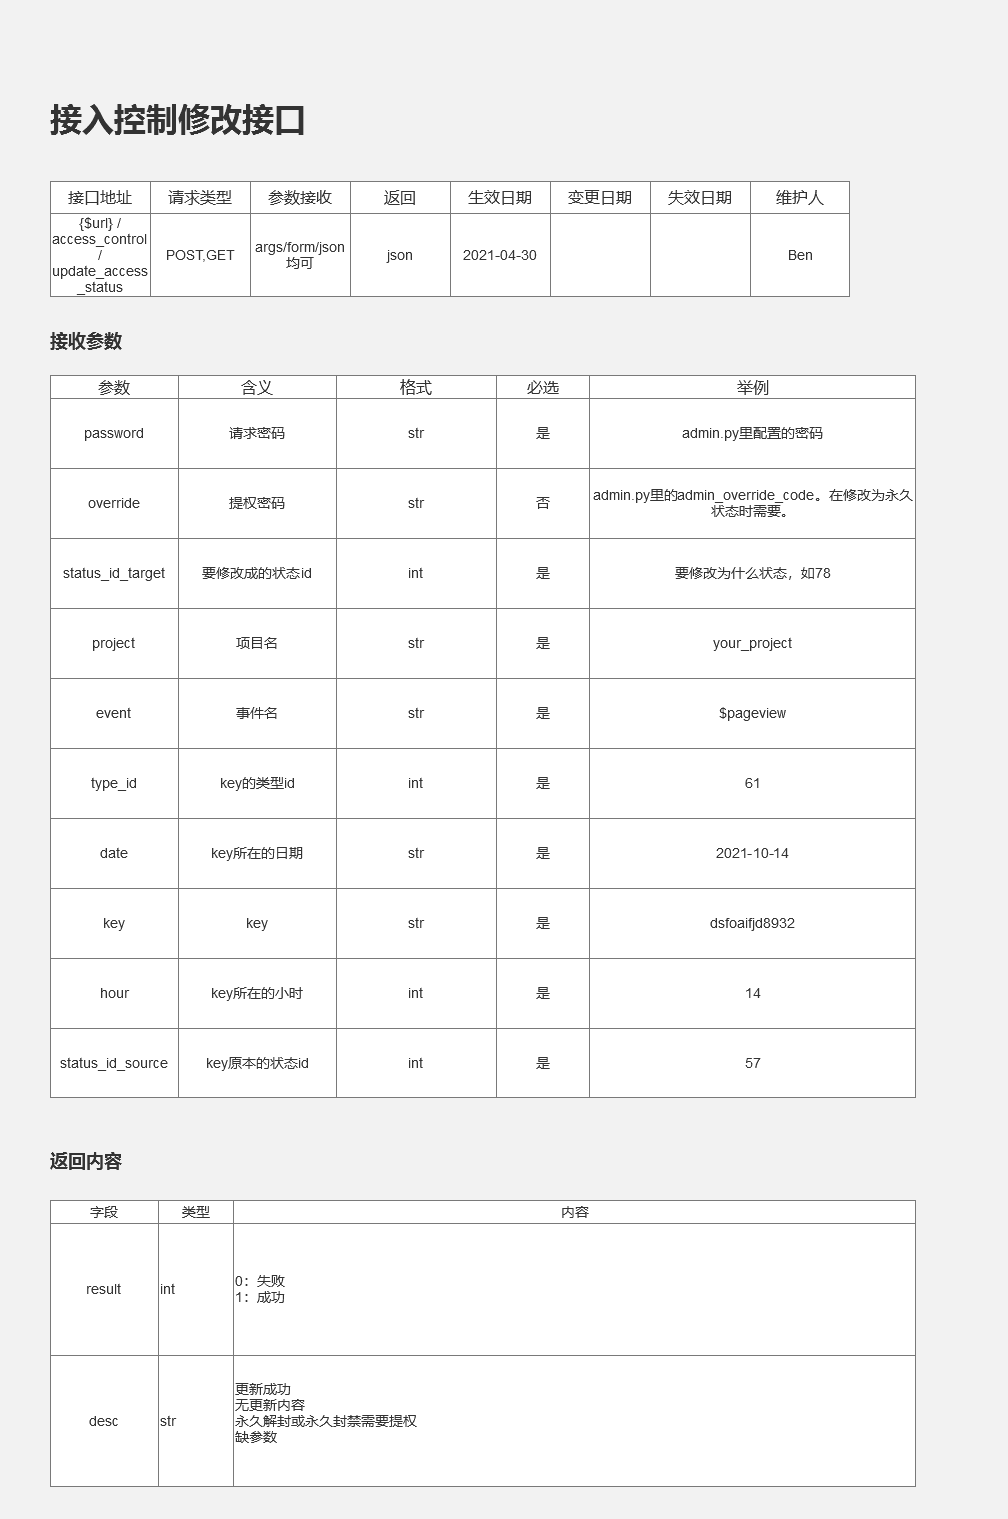 接入控制修改接口
接口地址 请求类型 参数接收 返回 生效日期 变更日期 失效日期 维护人
{$url} /
access_control
/
update_access
_status
POST,GET
args/form/json
均可
json
2021-04-30
Ben
接收参数
参数 含义 格式 必选 举例
password 请求密码 str 是 admin.py里配置的密码
override 提权密码 str 否 admin.py里的admin_override_code。在修改为永久
状态时需要。
status_id_target 要修改成的状态id int 是 要修改为什么状态，如78
project 项目名 str 是 your_project
event 事件名 str 是 $pageview
type_id key的类型id int 是 61
date key所在的日期 str 是 2021-10-14
key key str 是 dsfoaifjd8932
hour key所在的小时 int 是 14
status_id_source key原本的状态id int 是 57
返回内容
字段 类型 内容
result int 0：失败
1：成功
desc str 更新成功
无更新内容
永久解封或永久封禁需要提权
缺参数